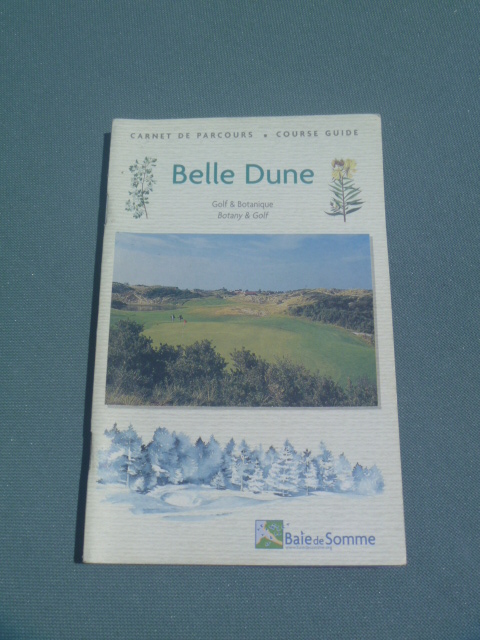 CARNET DE PARCOURS • COURSE GUIDE
Belle Dune
Golf & Botanique
Botany & Golf
Baie de Somme